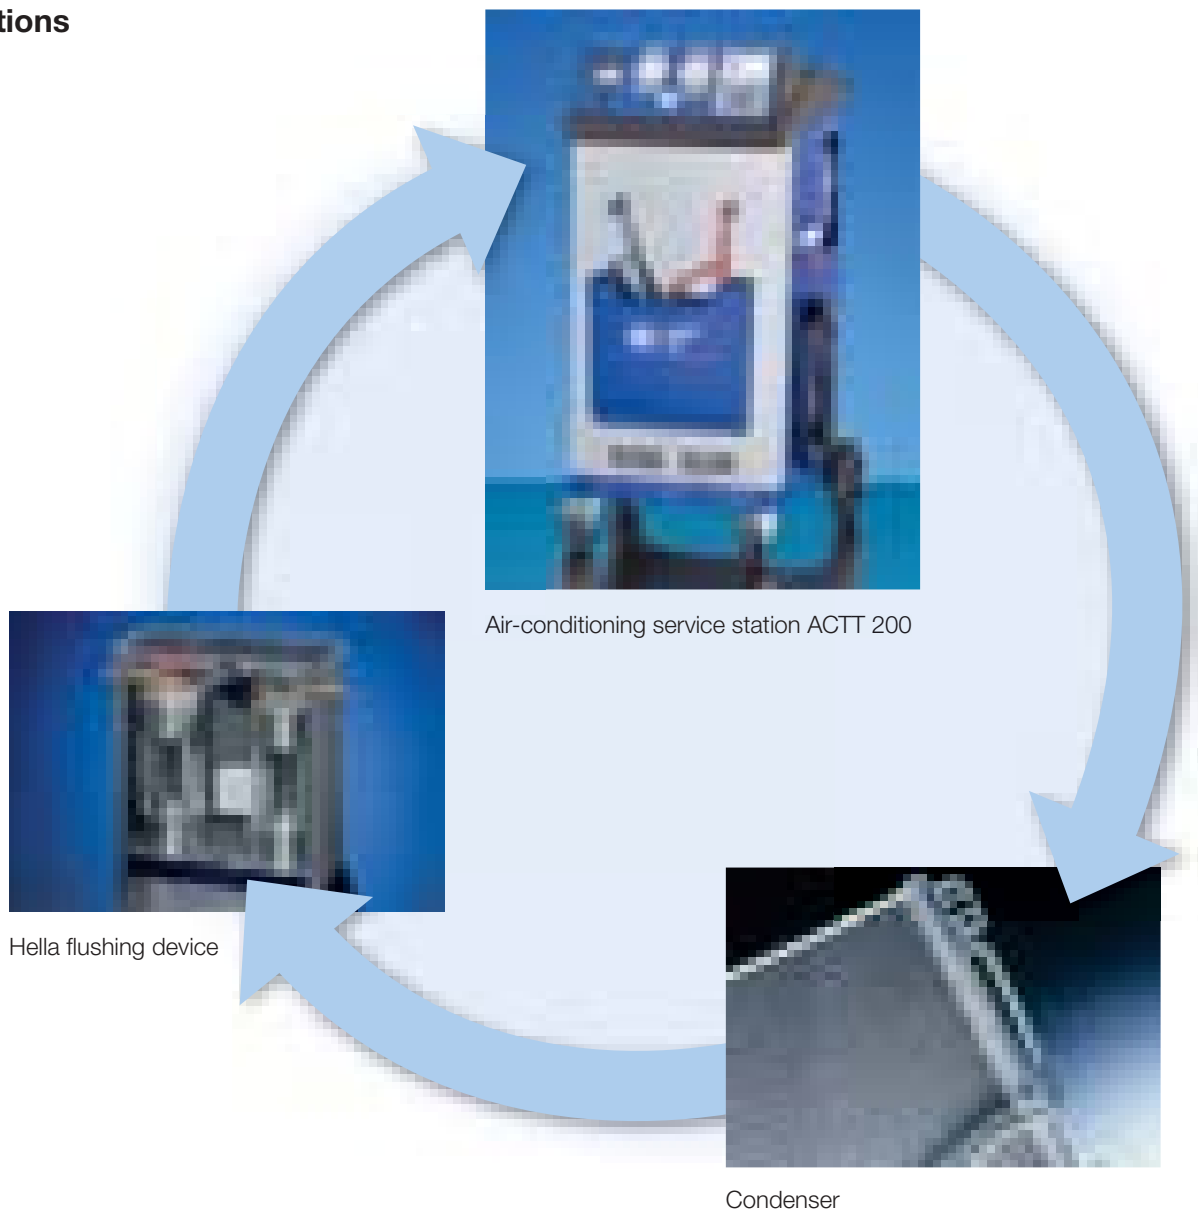 tions
Air-conditioning service station ACTT 200
Hella flushing device
Condenser